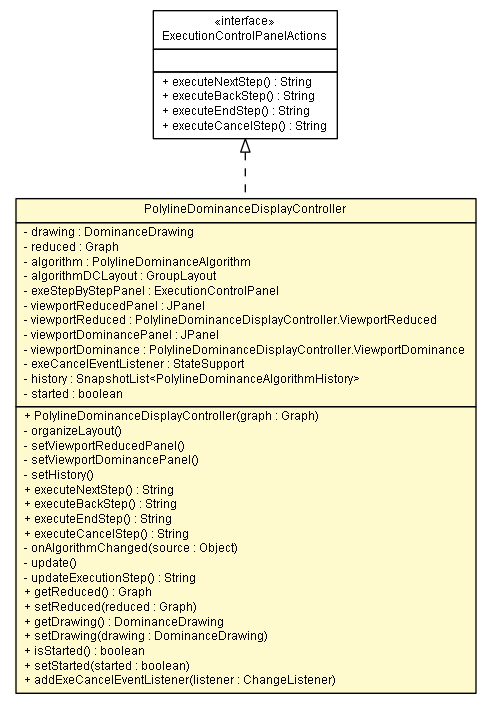 «interface»
ExecutionControlPanelActions
+ executeNextStep() : String
+ executeBackStep() : String
+ executeEndStep() : String
+ executeCancelStep() : String
PolylineDominanceDisplayController
- drawing : DominanceDrawing
- reduced : Graph
- algorithm : PolylineDominanceAlgorithm
- algorithmDCLayout : GroupLayout
- exeStepByStepPanel : ExecutionControlPanel
- viewportReducedPanel : JPanel
- viewportReduced : PolylineDominanceDisplayController.ViewportReduced
- viewportDominancePanel : JPanel
- viewportDominance : PolylineDominanceDisplayController.ViewportDominance
- exeCancelEventListener : StateSupport
- history : SnapshotList<PolylineDominanceAlgorithmHistory>
- started : boolean
+ PolylineDominanceDisplayController(graph : Graph)
- organizeLayout()
- setViewportReducedPanel()
- setViewportDominancePanel()
- setHistory()
+ executeNextStep() : String
+ executeBackStep() : String
+ executeEndStep() : String
+ executeCancelStep() : String
- onAlgorithmChanged(source : Object)
- update()
- updateExecutionStep() : String
+ getReduced() : Graph
+ setReduced(reduced : Graph)
+ getDrawing() : DominanceDrawing
+ setDrawing(drawing : DominanceDrawing)
+ isStarted() : boolean
+ setStarted(started : boolean)
+ addExeCancelEventListener(listener : ChangeListener)